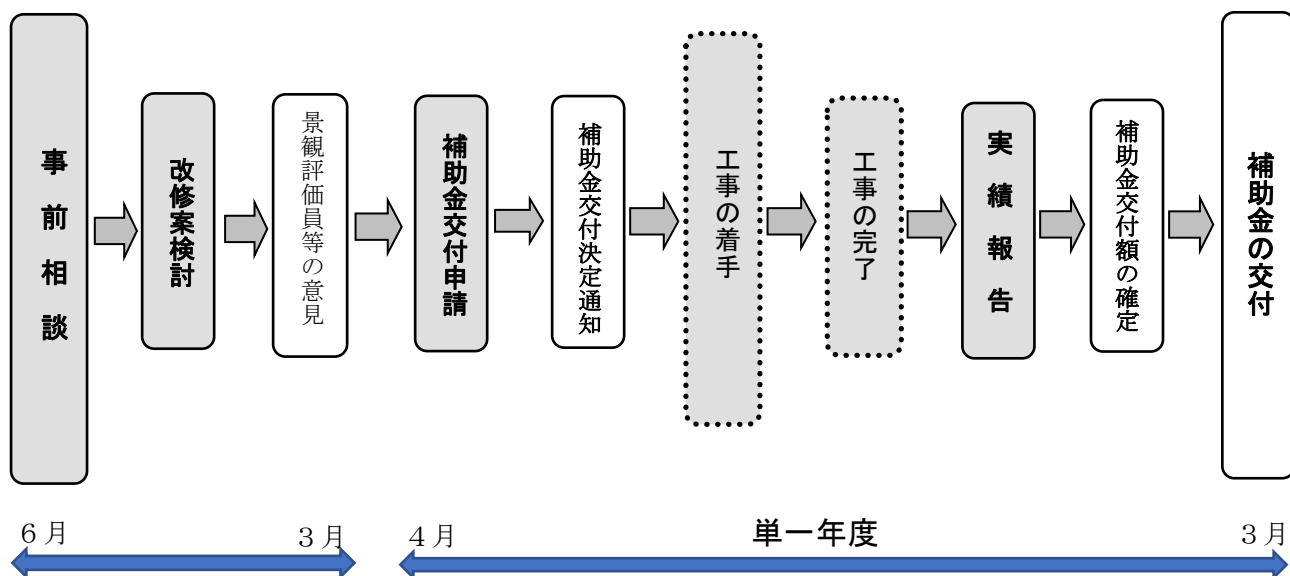 事前相談
改修案検討
景観評価員等の意見
補助金交付申請
補助金交付決定通知
工事の着手
工事の完了
実績報告
補助金交付額の確定
補助金の交付
６月
３月
４月
単一年度
３月